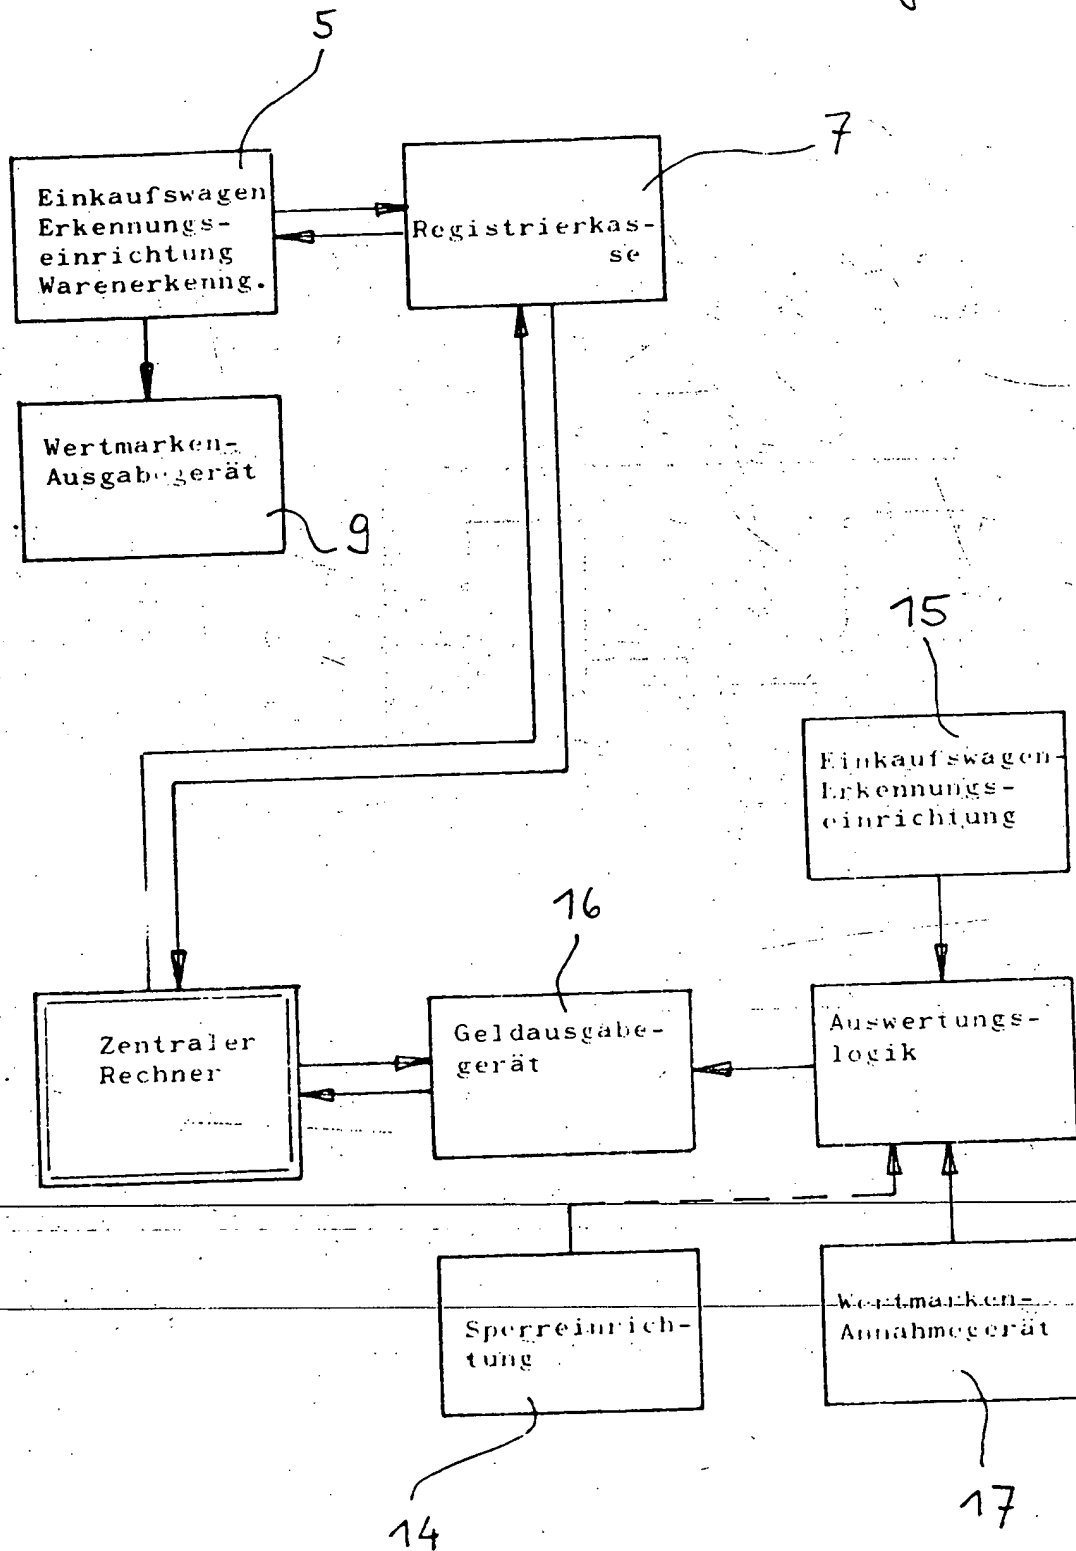 5
7
Einkaufswagen
Erkennungs-
einrichtung
Warenerkenng.
Registrierkas-
se
Wertmarken-
Ausgabegerät
9
15
Einkaufswagen-
Erkennungs-
einrichtung
16
Zentraler
Rechner
Geldausgabe-
gerät
Auswertungs-
logik
Sperreinrich-
tung
Wertmarken-
Annahmegerät
14
17